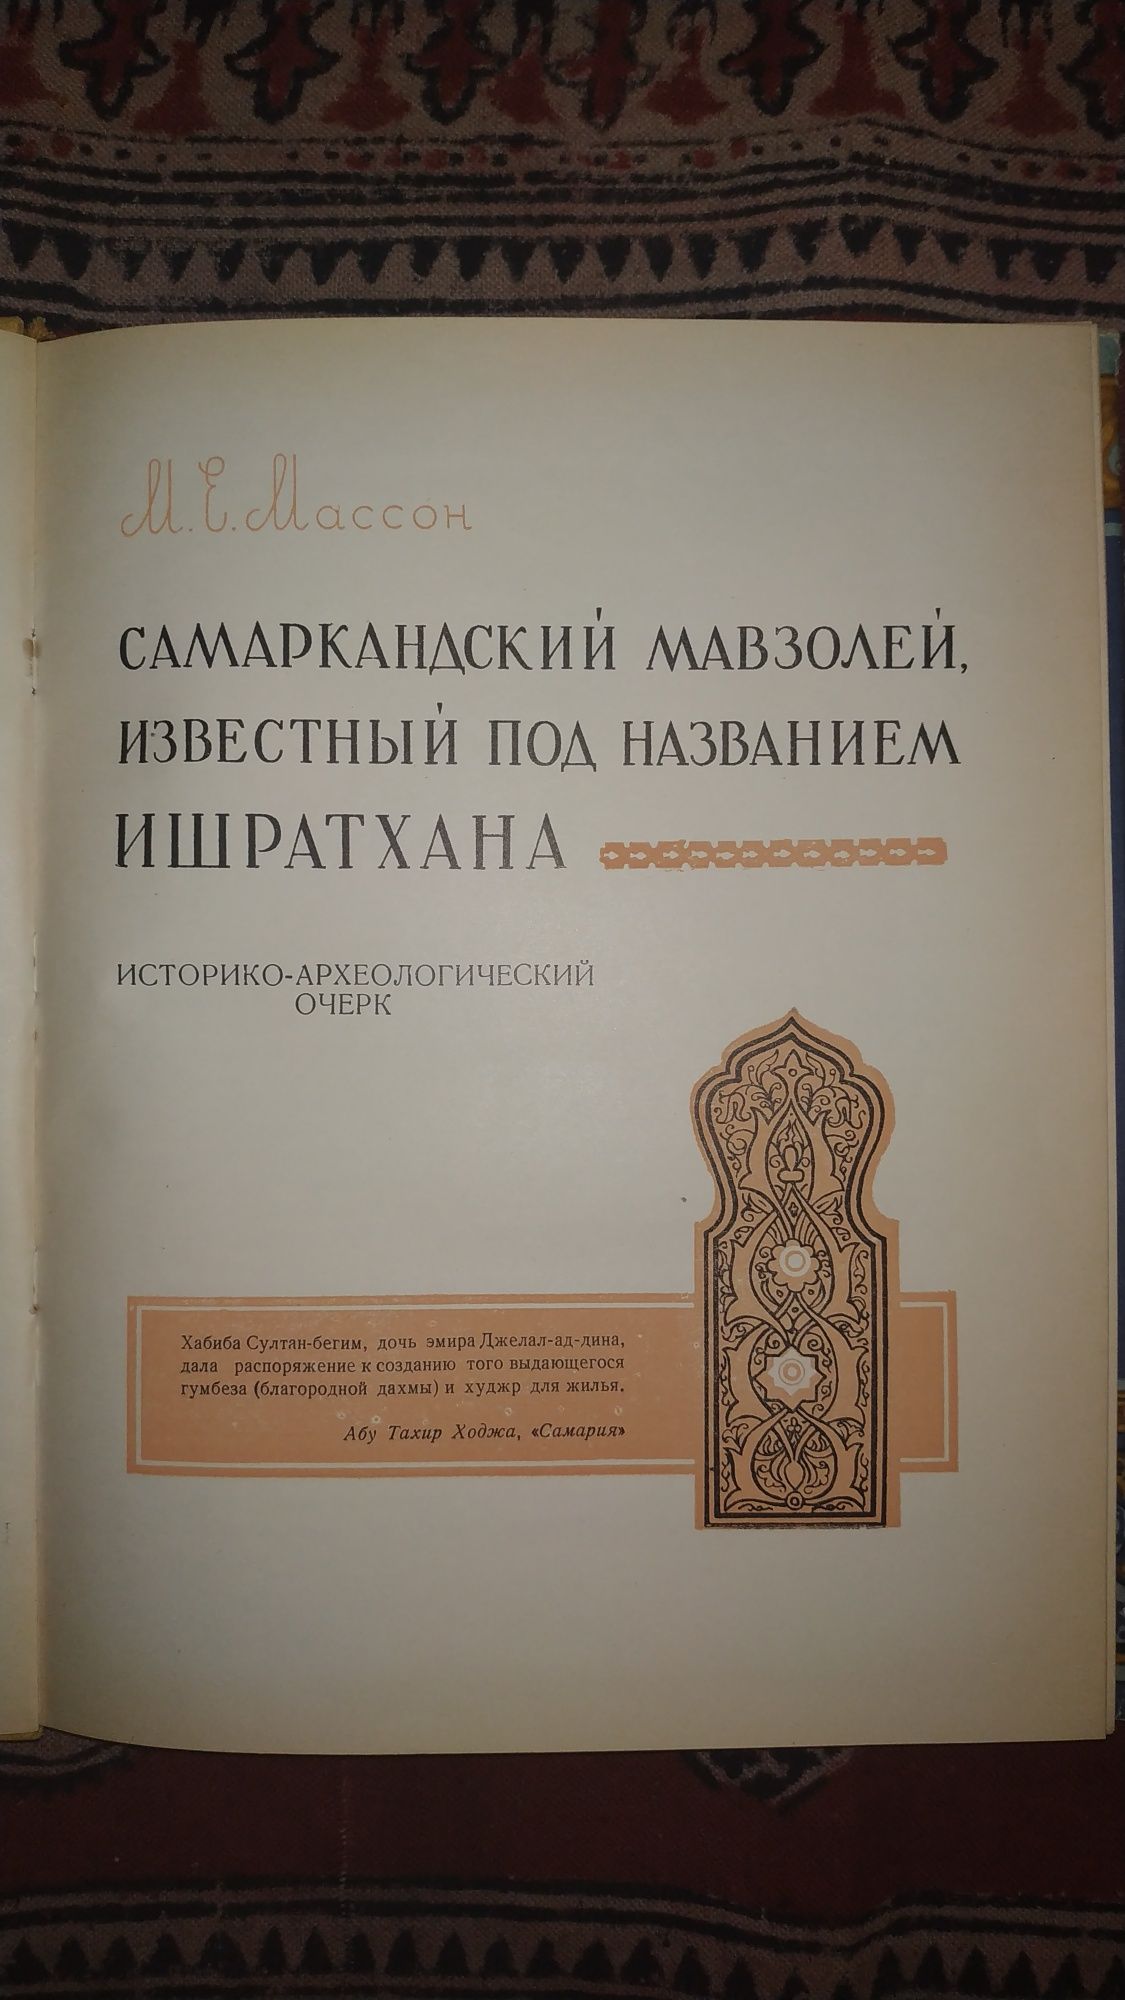 М. Е. Массон
САМАРКАНДСКИЙ МАВЗОЛЕЙ,
ИЗВЕСТНЫЙ ПОД НАЗВАНИЕМ
ИШРАТХАНА
ИСТОРИКО-АРХЕОЛОГИЧЕСКИЙ
ОЧЕРК
Хабиба Султан-бегим, дочь эмира Джелал-ад-дина,
дала распоряжение к созданию того выдающегося
гумбеза (благородной дахмы) и худжр для жилья.
Абу Тахир Ходжа, «Самария»